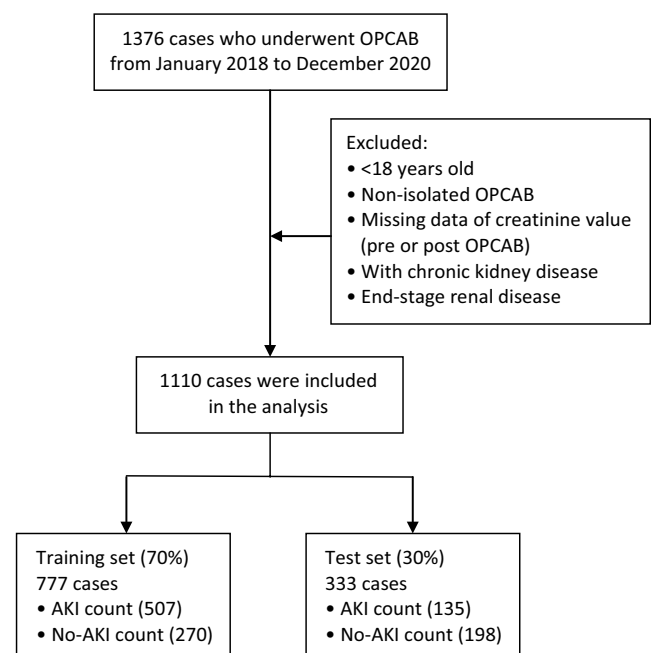 1376 cases who underwent OPCAB
from January 2018 to December 2020
Excluded:
• <18 years old
• Non-isolated OPCAB
• Missing data of creatinine value
(pre or post OPCAB)
• With chronic kidney disease
• End-stage renal disease
1110 cases were included
in the analysis
Training set (70%)
777 cases
• AKI count (507)
• No-AKI count (270)
Test set (30%)
333 cases
• AKI count (135)
• No-AKI count (198)